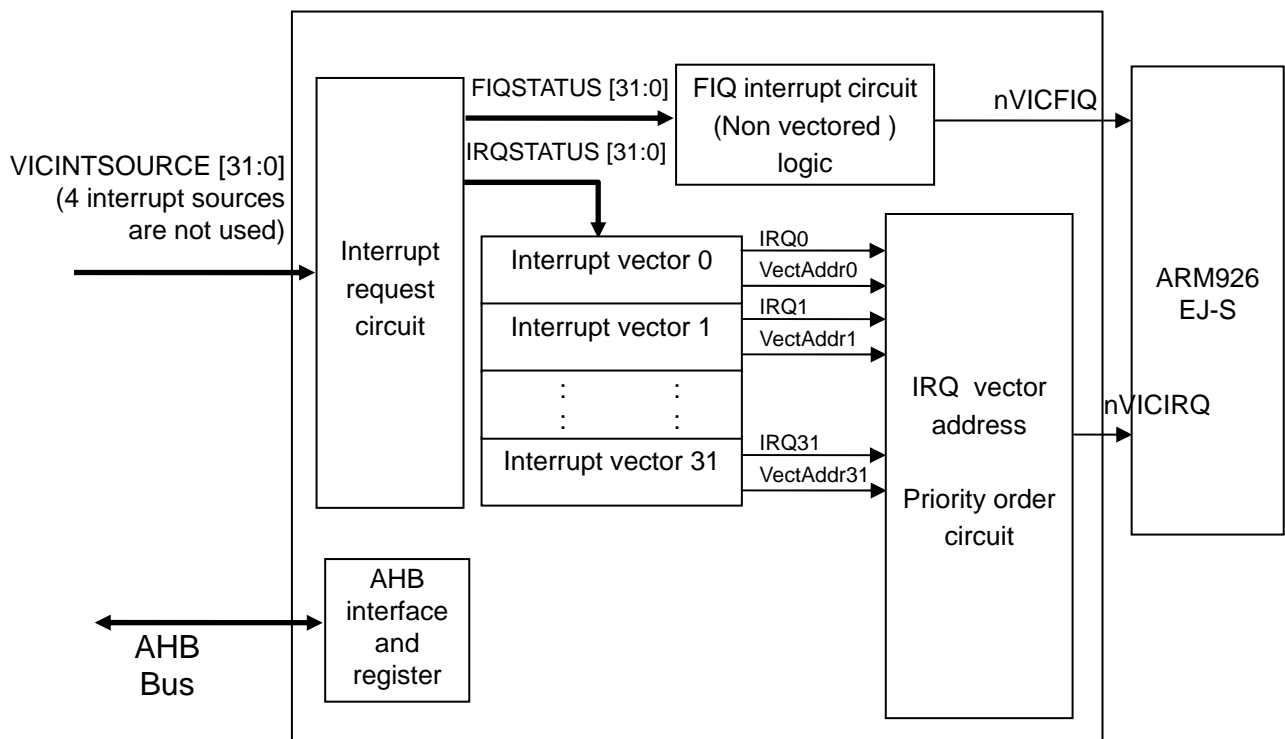 VICINTSOURCE [31:0]
(4 interrupt sources
are not used)
Interrupt
request
circuit
FIQSTATUS [31:0]
IRQSTATUS [31:0]
FIQ interrupt circuit
(Non vectored )
logic
nVICFIQ
Interrupt vector 0
Interrupt vector 1
: :
: :
Interrupt vector 31
IRQ0
VectAddr0
IRQ1
VectAddr1
IRQ31
VectAddr31
IRQ vector
address
Priority order
circuit
nVICIRQ
ARM926
EJ-S
AHB
interface
and
register
AHB
Bus